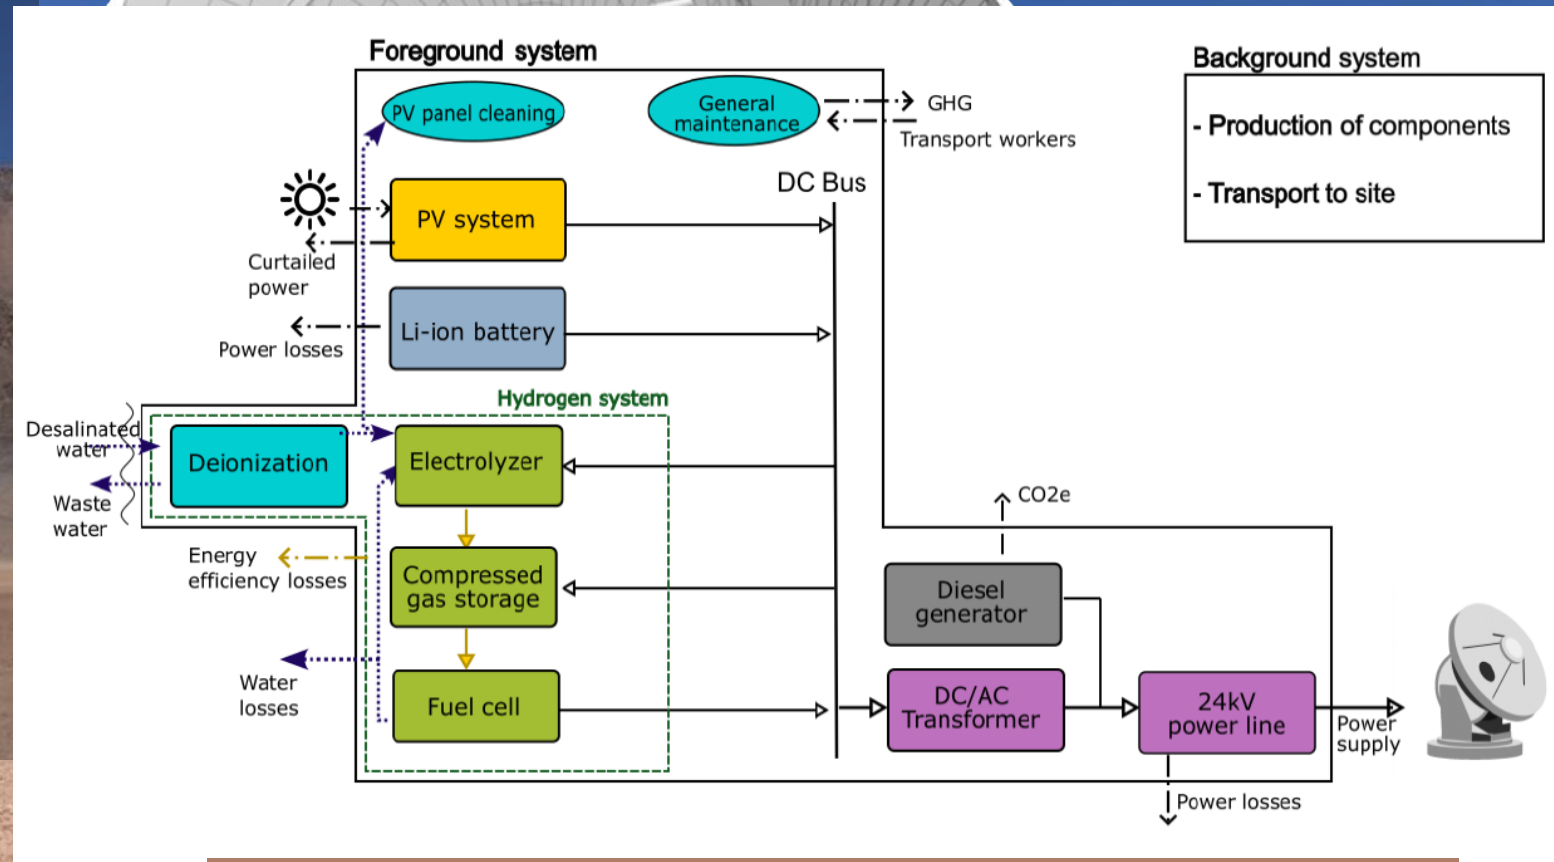 Foreground system
Background system
PV panel cleaning
General
maintenance
GHG
Transport workers
- Production of components
- Transport to site
DC Bus
PV system
Curtailed
power
Li-ion battery
Power losses
Hydrogen system
Desalinated
water
Deionization
Electrolyzer
Waste
water
CO2e
Energy
efficiency losses
Compressed
gas storage
Diesel
generator
Water
losses
Fuel cell
DC/AC
Transformer
24kV
power line
Power
supply
Power losses